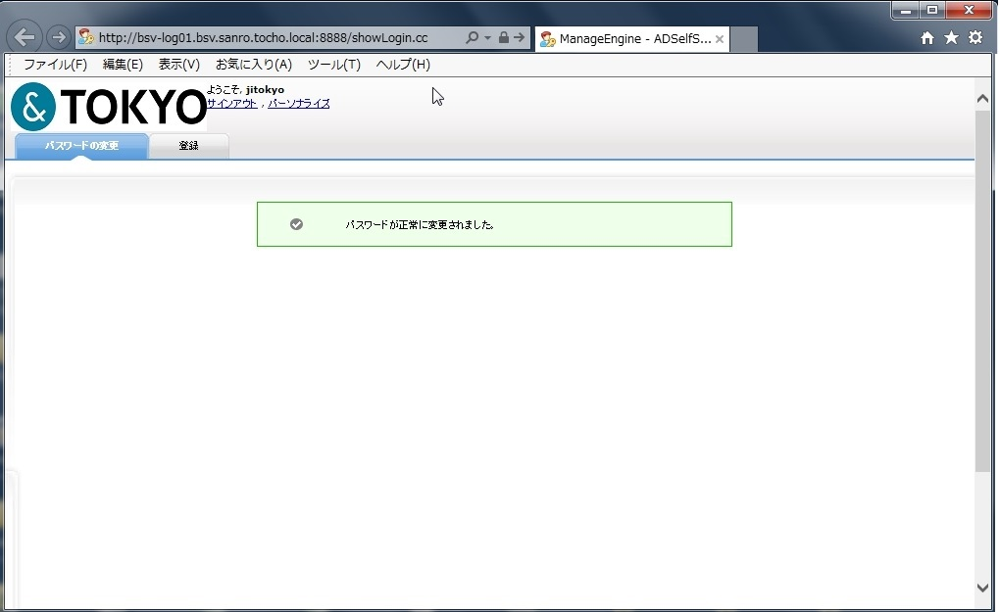 http://bsv-log01.bsv.sanro.tocho.local:8888/showLogin.cc
ManageEngine - ADSelfS...
ファイル(F) 編集(E) 表示(V) お気に入り(A) ツール(T) ヘルプ(H)
& TOKYO
ようこそ, jitokyo
サインアウト , パーソナライズ
パスワードの変更 登録
パスワードが正常に変更されました。